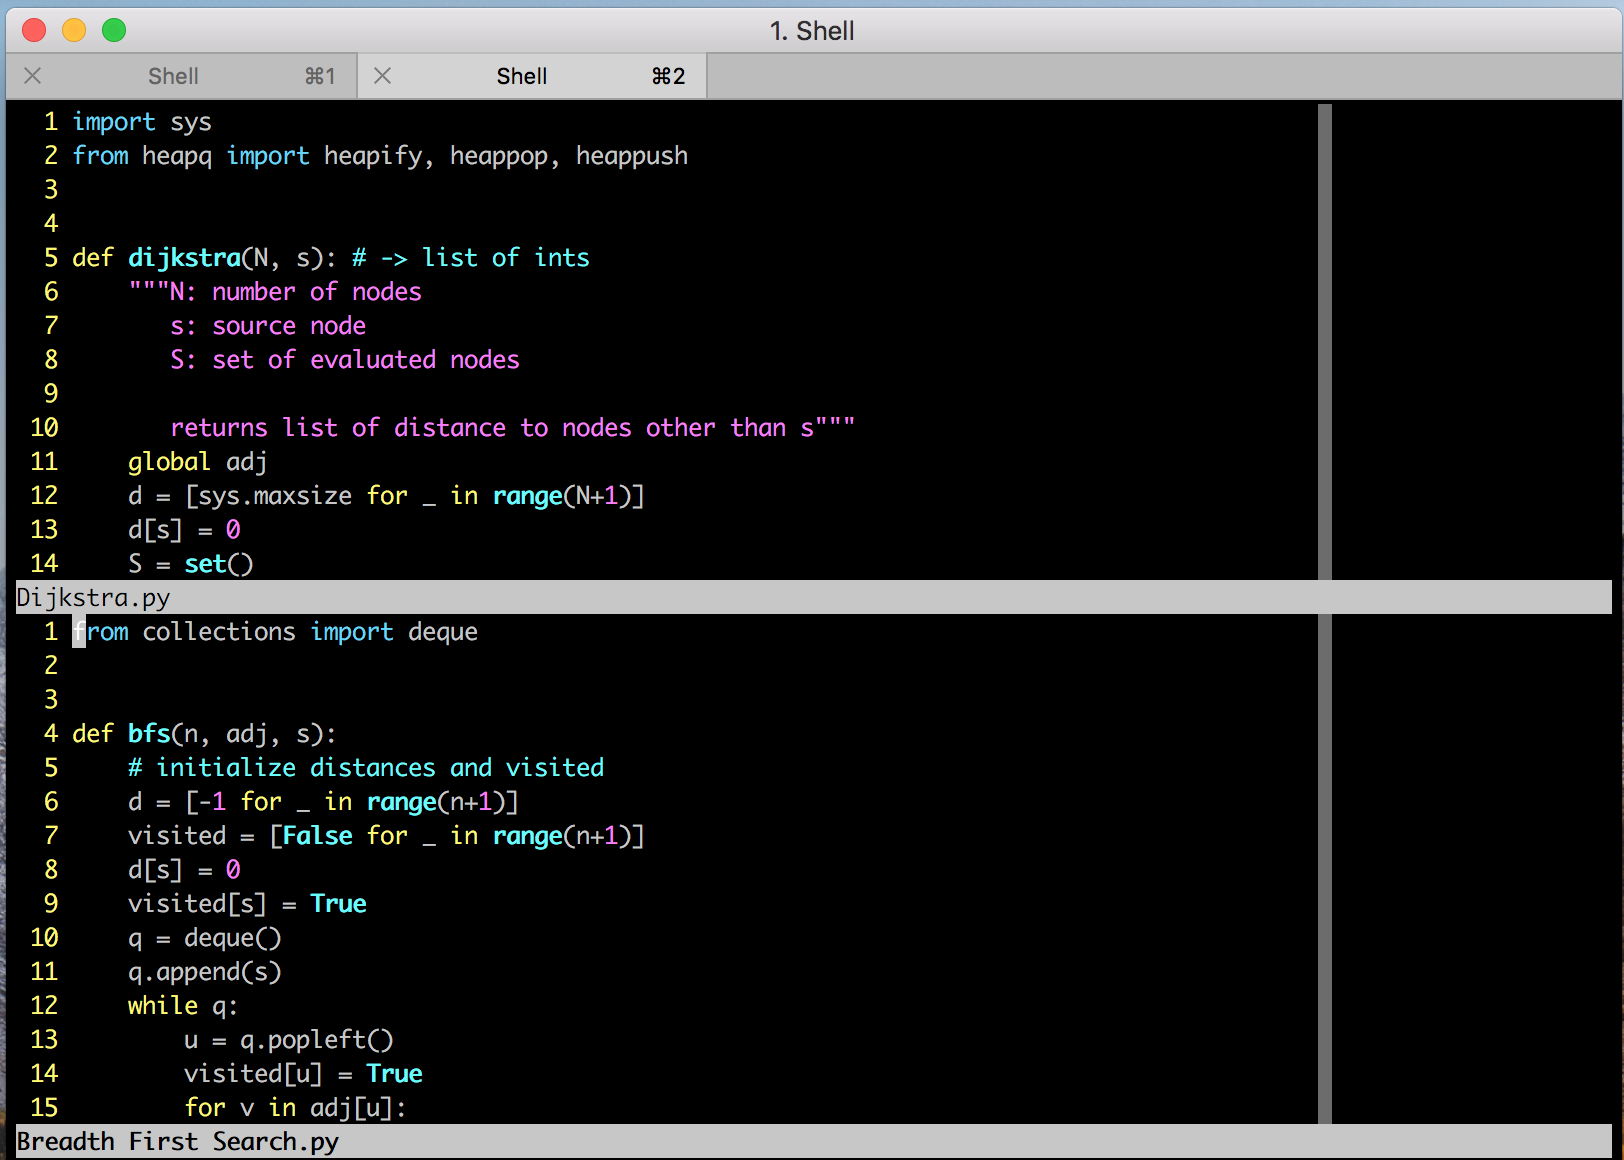 1. Shell
Shell ⌘1 Shell ⌘2
1 import sys
2 from heapq import heapify, heappop, heappush
3
4
5 def dijkstra(N, s): # -> list of ints
6     """N: number of nodes
7        s: source node
8        S: set of evaluated nodes
9
10        returns list of distance to nodes other than s"""
11     global adj
12     d = [sys.maxsize for _ in range(N+1)]
13     d[s] = 0
14     S = set()
Dijkstra.py
1 from collections import deque
2
3
4 def bfs(n, adj, s):
5     # initialize distances and visited
6     d = [-1 for _ in range(n+1)]
7     visited = [False for _ in range(n+1)]
8     d[s] = 0
9     visited[s] = True
10     q = deque()
11     q.append(s)
12     while q:
13         u = q.popleft()
14         visited[u] = True
15         for v in adj[u]:
Breadth First Search.py